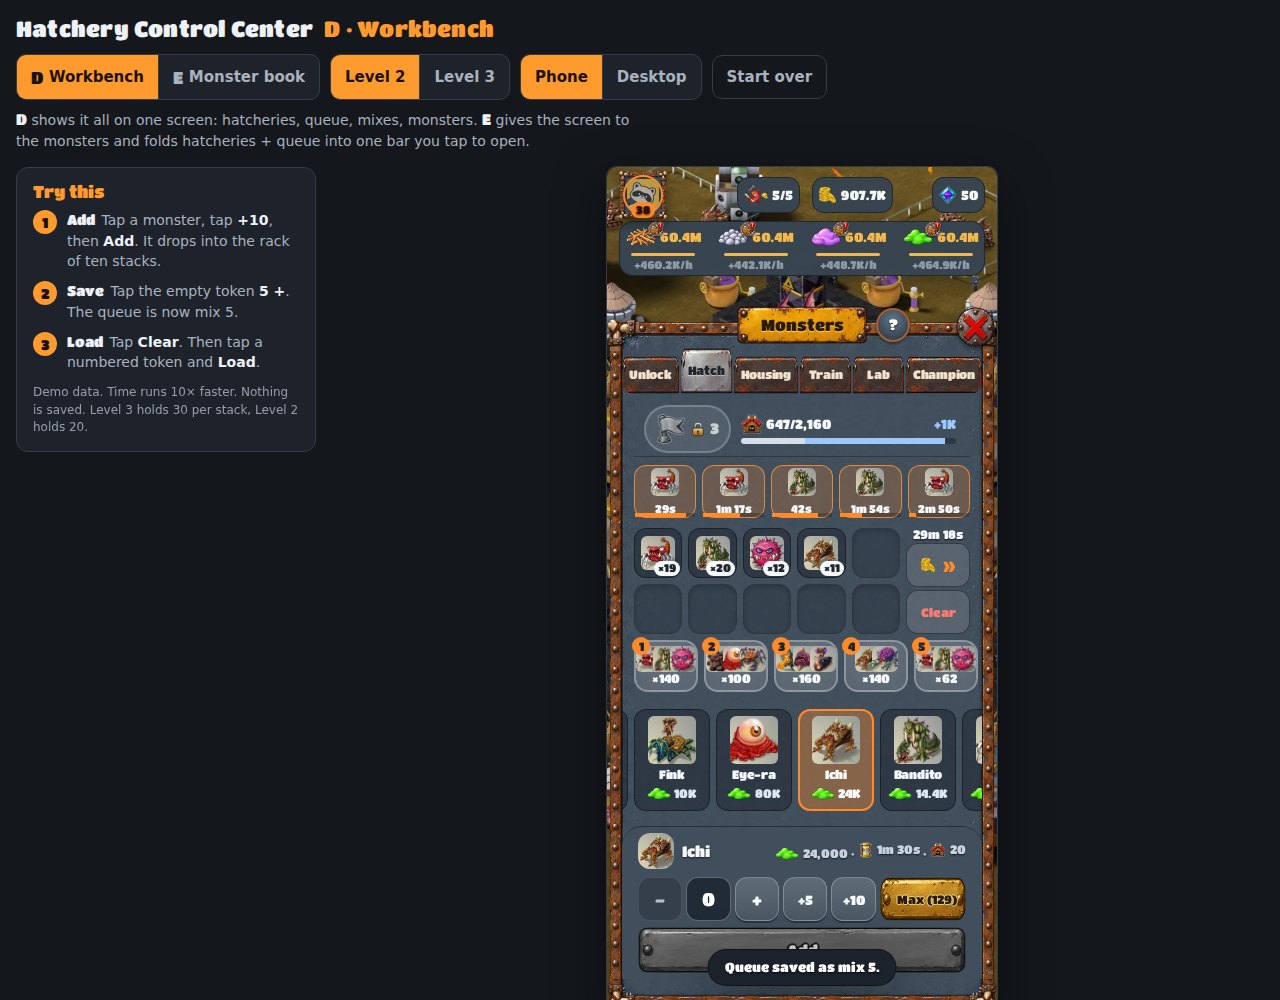 Hatchery Control Center D · Workbench
D Workbench E Monster book Level 2 Level 3 Phone Desktop Start over
D shows it all on one screen: hatcheries, queue, mixes, monsters. E gives the screen to
the monsters and folds hatcheries + queue into one bar you tap to open.
Try this
1 Add Tap a monster, tap +10,
then Add. It drops into the rack
of ten stacks.
2 Save Tap the empty token 5 +.
The queue is now mix 5.
3 Load Tap Clear. Then tap a
numbered token and Load.
Demo data. Time runs 10× faster. Nothing
is saved. Level 3 holds 30 per stack, Level 2
holds 20.
30 5/5 907.7K 50
60.4M 60.4M 60.4M 60.4M
+460.2K/h +442.1K/h +448.7K/h +464.9K/h
Monsters ?
Unlock Hatch Housing Train Lab Champion
3 647/2,160 +1K
29s 1m 17s 42s 1m 54s 2m 50s
29m 18s
×19 ×20 ×12 ×11 »
Clear
1 2 3 4 5
×140 ×100 ×160 ×140 ×62
Fink Eye-ra Ichi Bandito
10K 80K 24K 14.4K
Ichi 24,000 · 1m 30s · 20
− 0 + +5 +10 Max (129)
Add
Queue saved as mix 5.